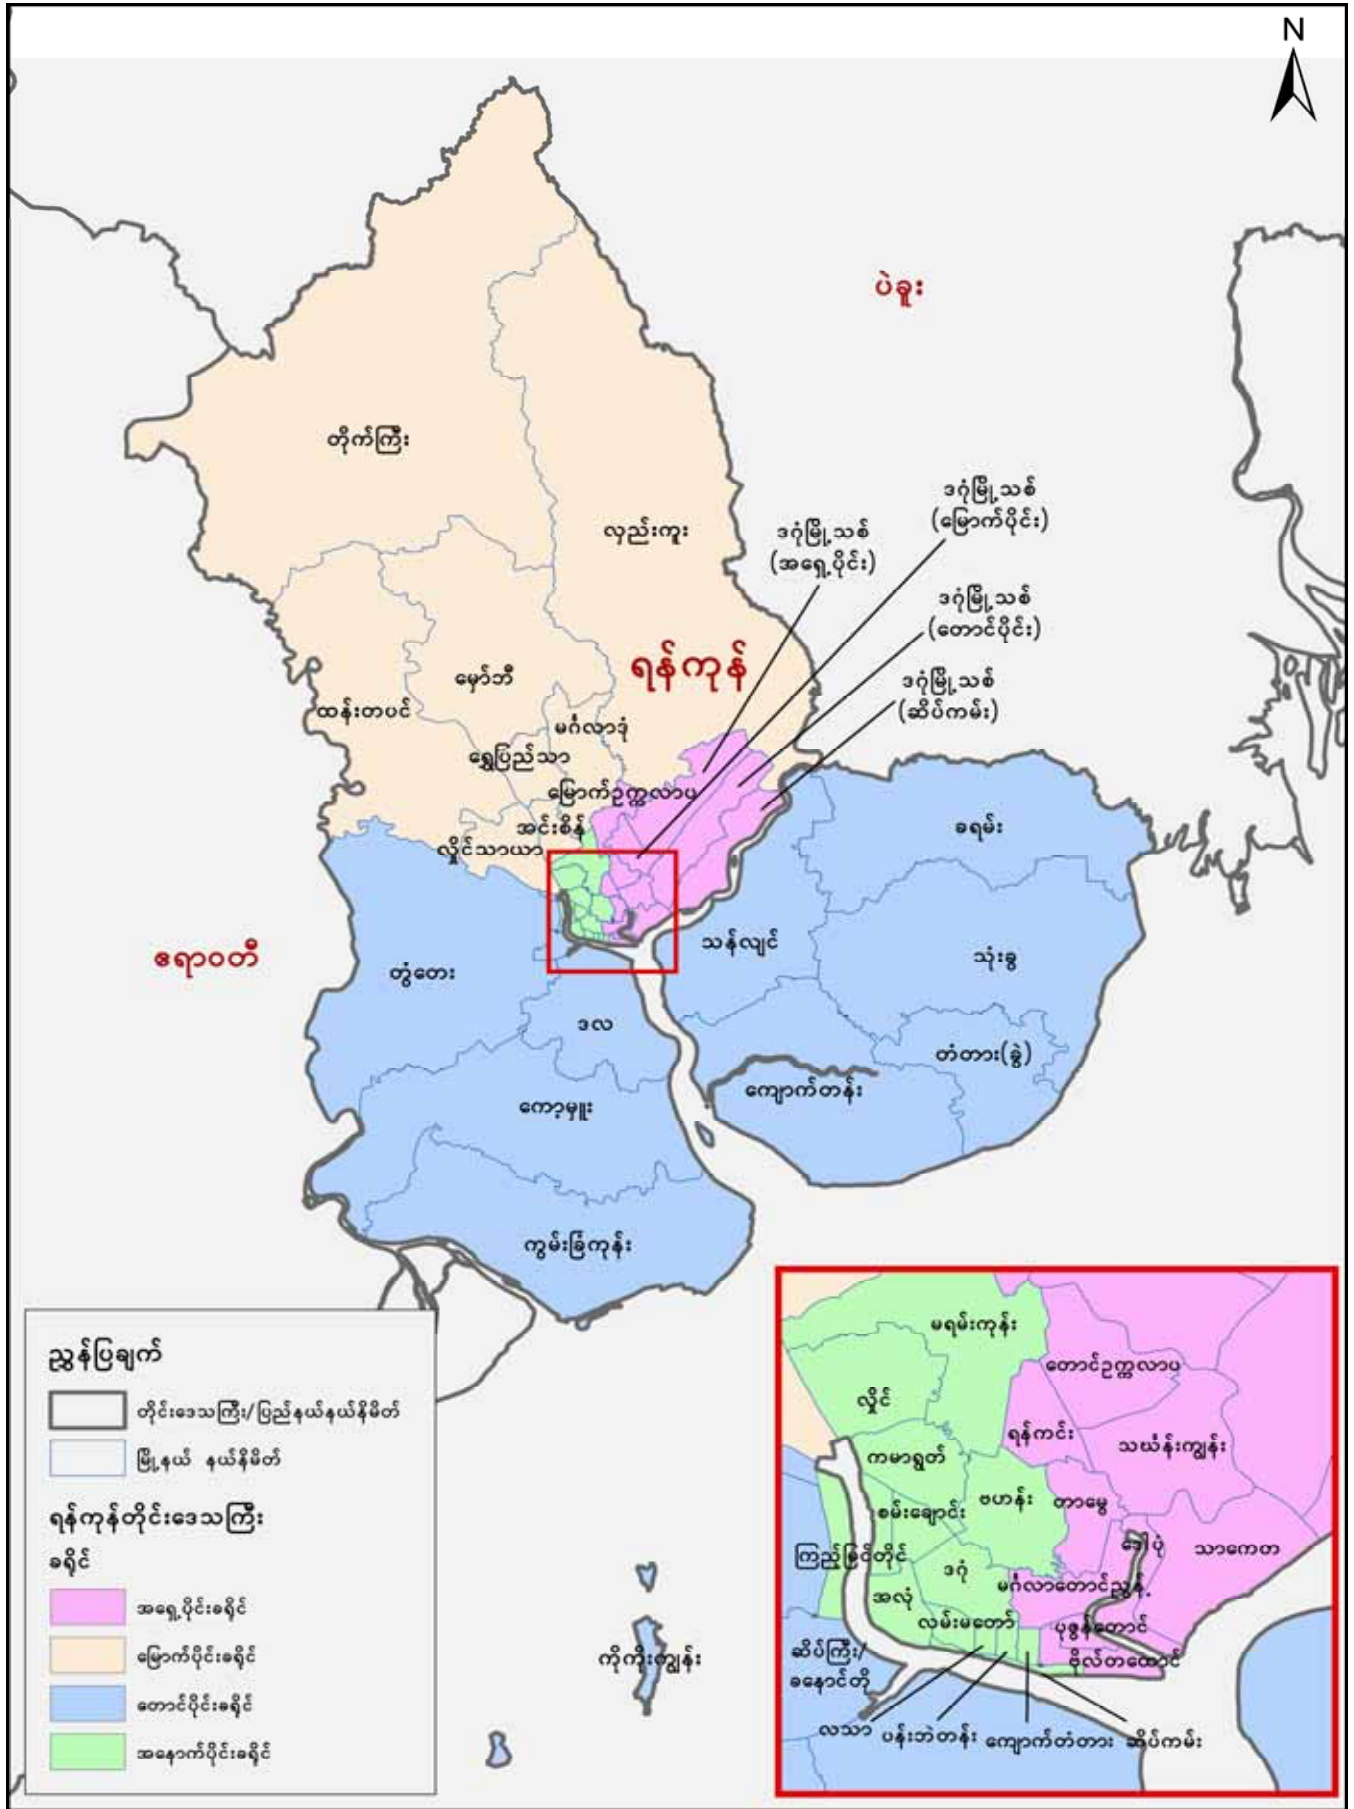 N
ပဲခူး
တိုက်ကြီး
လှည်းကူး
ဒဂုံမြို့သစ်
(မြောက်ပိုင်း)
ဒဂုံမြို့သစ်
(အရှေ့ပိုင်း)
ဒဂုံမြို့သစ်
(တောင်ပိုင်း)
ဒဂုံမြို့သစ်
(ဆိပ်ကမ်း)
ရန်ကုန်
မှော်ဘီ
ထန်းတပင်
မင်္ဂလာဒုံ
ရွှေပြည်သာ
မြောက်ဥက္ကလာပ
အင်းစိန်
လှိုင်သာယာ
ခရမ်း
သန်လျင်
သုံးခွ
ဧရာဝတီ
တွံတေး
ဒလ
တံတား(ခွဲ)
ကျောက်တန်း
ကော့မှူး
ကွမ်းခြံကုန်း
ညွှန်ပြချက်
တိုင်းဒေသကြီး/ပြည်နယ်နယ်နိမိတ်
မြို့နယ် နယ်နိမိတ်
ရန်ကုန်တိုင်းဒေသကြီး
ခရိုင်
အရှေ့ပိုင်းခရိုင်
မြောက်ပိုင်းခရိုင်
တောင်ပိုင်းခရိုင်
အနောက်ပိုင်းခရိုင်
ကိုကိုးကျွန်း
မရမ်းကုန်း
တောင်ဥက္ကလာပ
လှိုင်
ရန်ကင်း
သင်္ဃန်းကျွန်း
ကမာရွတ်
ဗဟန်း
တာမွေ
စမ်းချောင်း
ဒေါပုံ
သာကေတ
ကြည့်မြင်တိုင်
ဒဂုံ
မင်္ဂလာတောင်ညွန့်
အလုံ
လမ်းမတော်
ပုဇွန်တောင်
ဆိပ်ကြီး/
ခနောင်တို
ဗိုလ်တထောင်
လသာ
ပန်းဘဲတန်း
ကျောက်တံတား
ဆိပ်ကမ်း